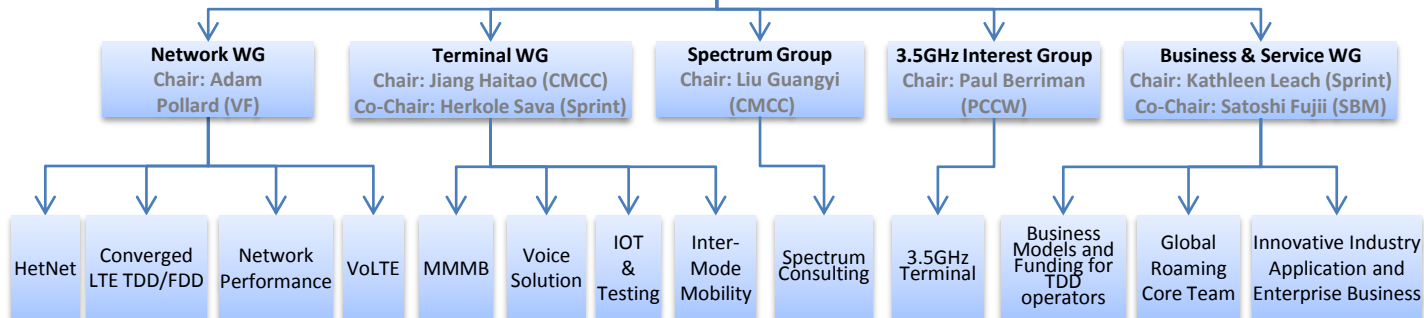 Network WG
Chair: Adam
Pollard (VF)
Terminal WG
Chair: Jiang Haitao (CMCC)
Co-Chair: Herkole Sava (Sprint)
Spectrum Group
Chair: Liu Guangyi
(CMCC)
3.5GHz Interest Group
Chair: Paul Berriman
(PCCW)
Business & Service WG
Chair: Kathleen Leach (Sprint)
Co-Chair: Satoshi Fujii (SBM)
HetNet
Converged
LTE TDD/FDD
Network
Performance
VoLTE
MMMB
Voice
Solution
IOT
&
Testing
Inter-
Mode
Mobility
Spectrum
Consulting
3.5GHz
Terminal
Business
Models and
Funding for
TDD
operators
Global
Roaming
Core Team
Innovative Industry
Application and
Enterprise Business